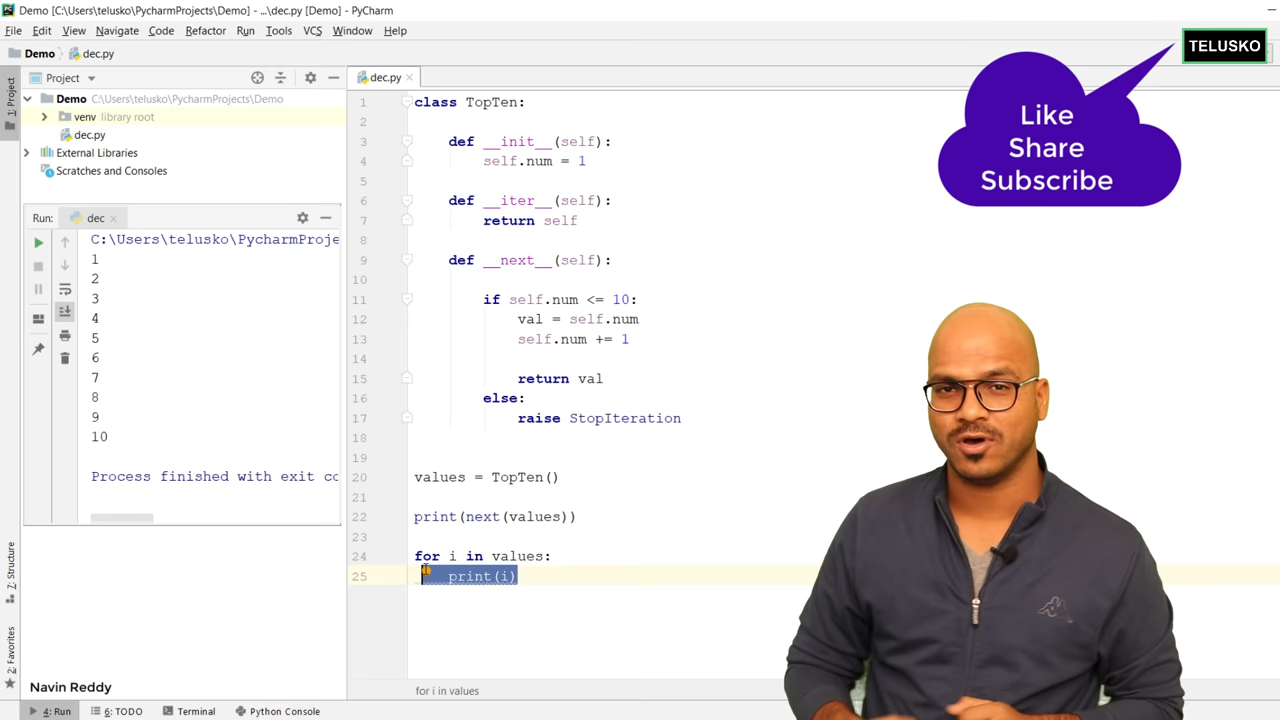 Demo [C:\Users\telusko\PycharmProjects\Demo] - ...\dec.py [Demo] - PyCharm
File Edit View Navigate Code Refactor Run Tools VCS Window Help
Demo dec.py
TELUSKO
Like
Share
Subscribe
1: Project
Project
Demo C:\Users\telusko\PycharmProjects\Demo
venv library root
dec.py
External Libraries
Scratches and Consoles
Run: dec
C:\Users\telusko\PycharmProje
1
2
3
4
5
6
7
8
9
10
Process finished with exit co
dec.py
1 class TopTen:
2
3 def __init__(self):
4 self.num = 1
5
6 def __iter__(self):
7 return self
8
9 def __next__(self):
10
11 if self.num <= 10:
12 val = self.num
13 self.num += 1
14
15 return val
16 else:
17 raise StopIteration
18
19
20 values = TopTen()
21
22 print(next(values))
23
24 for i in values:
25 print(i)
for i in values
Z: Structure
2: Favorites
Navin Reddy
4: Run 6: TODO Terminal Python Console